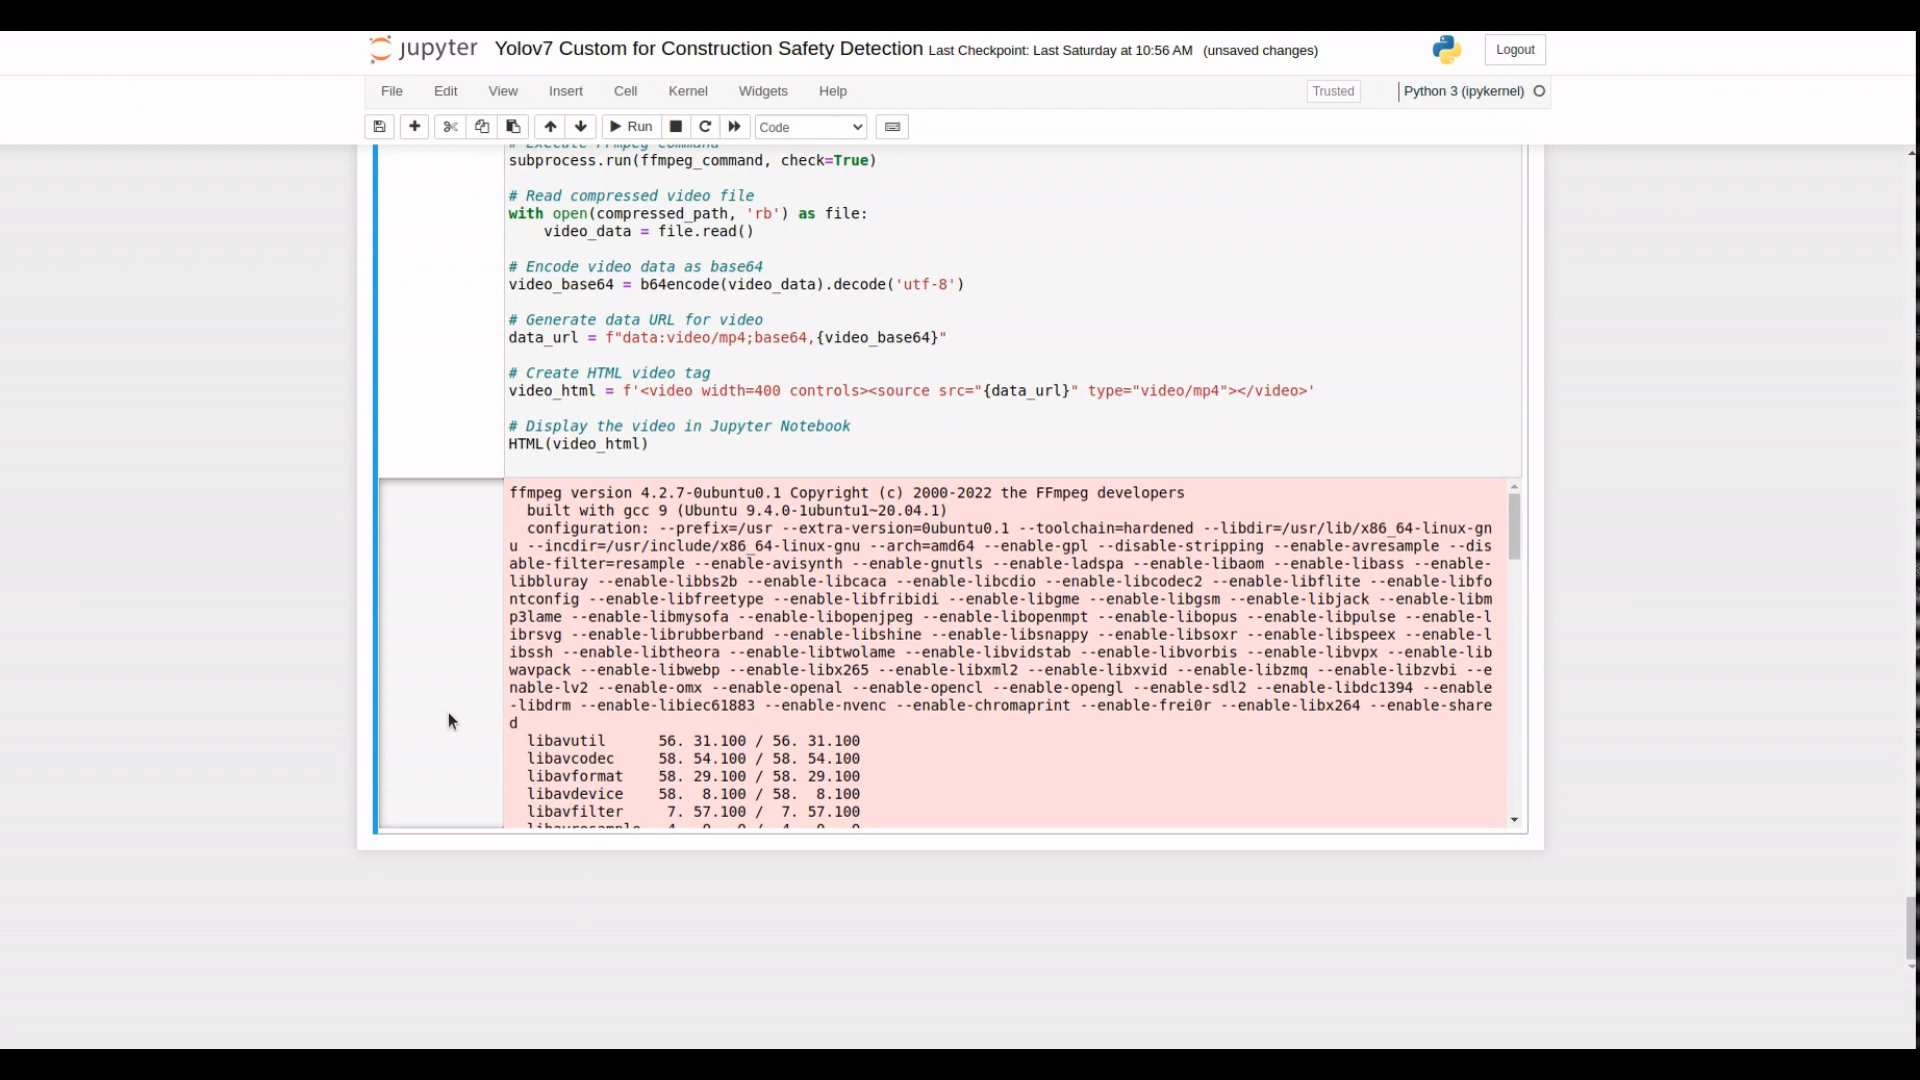 jupyter Yolov7 Custom for Construction Safety Detection Last Checkpoint: Last Saturday at 10:56 AM (unsaved changes) Logout
File Edit View Insert Cell Kernel Widgets Help Trusted Python 3 (ipykernel)
Run Code
subprocess.run(ffmpeg_command, check=True)
# Read compressed video file
with open(compressed_path, 'rb') as file:
    video_data = file.read()
# Encode video data as base64
video_base64 = b64encode(video_data).decode('utf-8')
# Generate data URL for video
data_url = f"data:video/mp4;base64,{video_base64}"
# Create HTML video tag
video_html = f'<video width=400 controls><source src="{data_url}" type="video/mp4"></video>'
# Display the video in Jupyter Notebook
HTML(video_html)
ffmpeg version 4.2.7-0ubuntu0.1 Copyright (c) 2000-2022 the FFmpeg developers
  built with gcc 9 (Ubuntu 9.4.0-1ubuntu1~20.04.1)
  configuration: --prefix=/usr --extra-version=0ubuntu0.1 --toolchain=hardened --libdir=/usr/lib/x86_64-linux-gn
u --incdir=/usr/include/x86_64-linux-gnu --arch=amd64 --enable-gpl --disable-stripping --enable-avresample --dis
able-filter=resample --enable-avisynth --enable-gnutls --enable-ladspa --enable-libaom --enable-libass --enable-
libbluray --enable-libbs2b --enable-libcaca --enable-libcdio --enable-libcodec2 --enable-libflite --enable-libfo
ntconfig --enable-libfreetype --enable-libfribidi --enable-libgme --enable-libgsm --enable-libjack --enable-libm
p3lame --enable-libmysofa --enable-libopenjpeg --enable-libopenmpt --enable-libopus --enable-libpulse --enable-l
ibrsvg --enable-librubberband --enable-libshine --enable-libsnappy --enable-libsoxr --enable-libspeex --enable-l
ibssh --enable-libtheora --enable-libtwolame --enable-libvidstab --enable-libvorbis --enable-libvpx --enable-lib
wavpack --enable-libwebp --enable-libx265 --enable-libxml2 --enable-libxvid --enable-libzmq --enable-libzvbi --e
nable-lv2 --enable-omx --enable-openal --enable-opencl --enable-opengl --enable-sdl2 --enable-libdc1394 --enable
-libdrm --enable-libiec61883 --enable-nvenc --enable-chromaprint --enable-frei0r --enable-libx264 --enable-share
d
  libavutil      56. 31.100 / 56. 31.100
  libavcodec     58. 54.100 / 58. 54.100
  libavformat    58. 29.100 / 58. 29.100
  libavdevice    58.  8.100 / 58.  8.100
  libavfilter     7. 57.100 /  7. 57.100